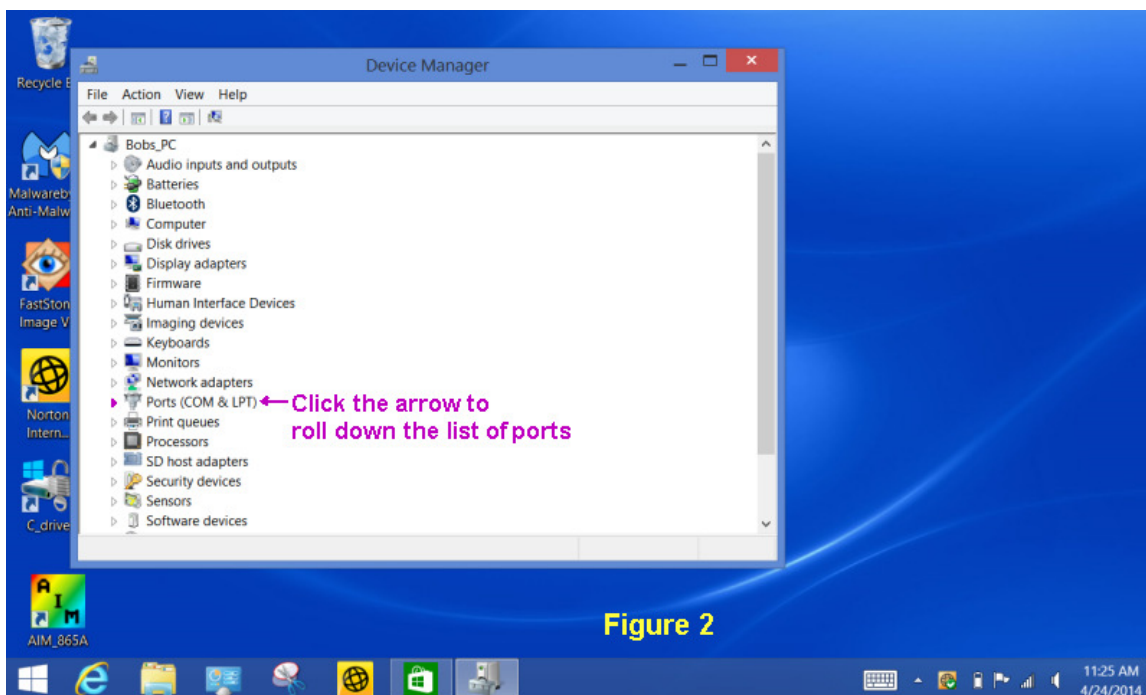 Recycle B
Device Manager
File Action View Help
Bobs_PC
Audio inputs and outputs
Batteries
Bluetooth
Computer
Disk drives
Display adapters
Firmware
Human Interface Devices
Imaging devices
Keyboards
Monitors
Network adapters
Ports (COM & LPT) Click the arrow to
roll down the list of ports
Print queues
Processors
SD host adapters
Security devices
Sensors
Software devices
Malwareby
Anti-Malw
FastSton
Image V
Norton
Intern...
C_drive
AIM
AIM_865A
Figure 2
11:25 AM
4/24/2014